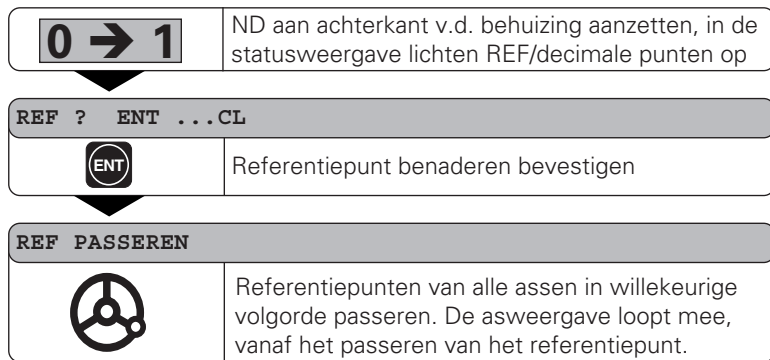 0 → 1
ND aan achterkant v.d. behuizing aanzetten, in de
statusweergave lichten REF/decimale punten op
REF ? ENT ...CL
ENT
Referentiepunt benaderen bevestigen
REF PASSEREN
Referentiepunten van alle assen in willekeurige
volgorde passeren. De asweergave loopt mee,
vanaf het passeren van het referentiepunt.